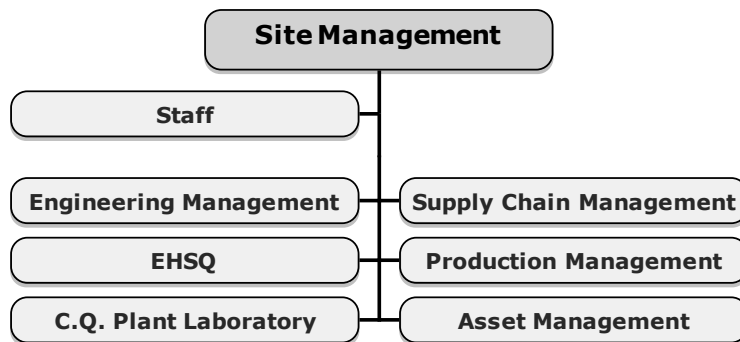 Site Management
Staff
Engineering Management
Supply Chain Management
EHSQ
Production Management
C.Q. Plant Laboratory
Asset Management